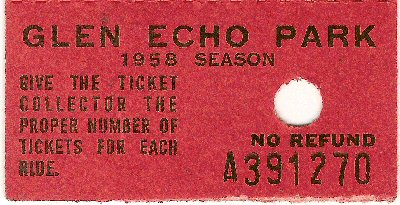 GLEN ECHO PARK
1958 SEASON
GIVE THE TICKET
COLLECTOR THE
PROPER NUMBER OF
TICKETS FOR EACH
RIDE.
NO REFUND
A391270